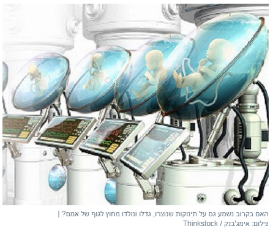 האם בקרוב נשמע גם על תינוקות שנוצרו, גדלו ונולדו מחוץ לגוף של אמם? |
צילום: אימג'בנק / Thinkstock